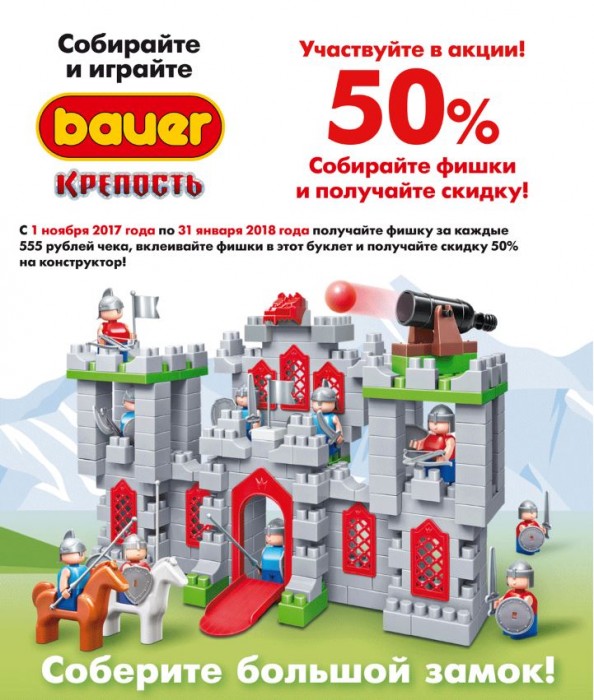 Собирайте
и играйте
bauer
КРЕПОСТЬ
Участвуйте в акции!
50%
Собирайте фишки
и получайте скидку!
С 1 ноября 2017 года по 31 января 2018 года получайте фишку за каждые
555 рублей чека, вклеивайте фишки в этот буклет и получайте скидку 50%
на конструктор!
Соберите большой замок!